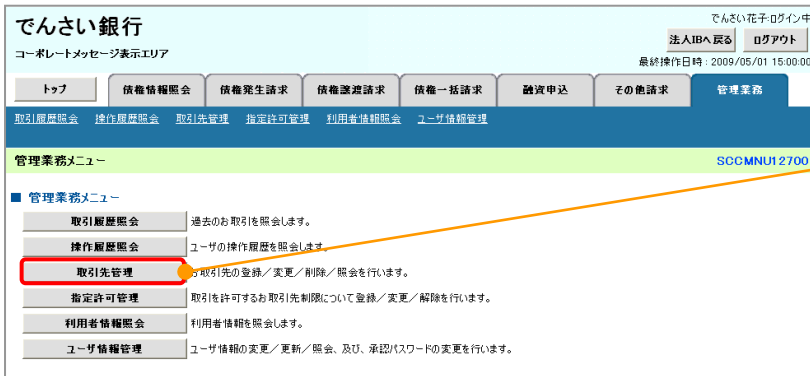 でんさい銀行
コーポレートメッセージ表示エリア
でんさい花子:ログイン中
法人IBへ戻る ログアウト
最終操作日時：2009/05/01 15:00:00
トップ 債権情報照会 債権発生請求 債権譲渡請求 債権一括請求 融資申込 その他請求 管理業務
取引履歴照会 操作履歴照会 取引先管理 指定許可管理 利用者情報照会 ユーザ情報管理
管理業務メニュー SCCMNU12700
■ 管理業務メニュー
取引履歴照会 過去のお取引を照会します。
操作履歴照会 ユーザの操作履歴を照会します。
取引先管理 お取引先の登録／変更／削除／照会を行います。
指定許可管理 取引を許可するお取引先制限について登録／変更／解除を行います。
利用者情報照会 利用者情報を照会します。
ユーザ情報管理 ユーザ情報の変更／更新／照会、及び、承認パスワードの変更を行います。